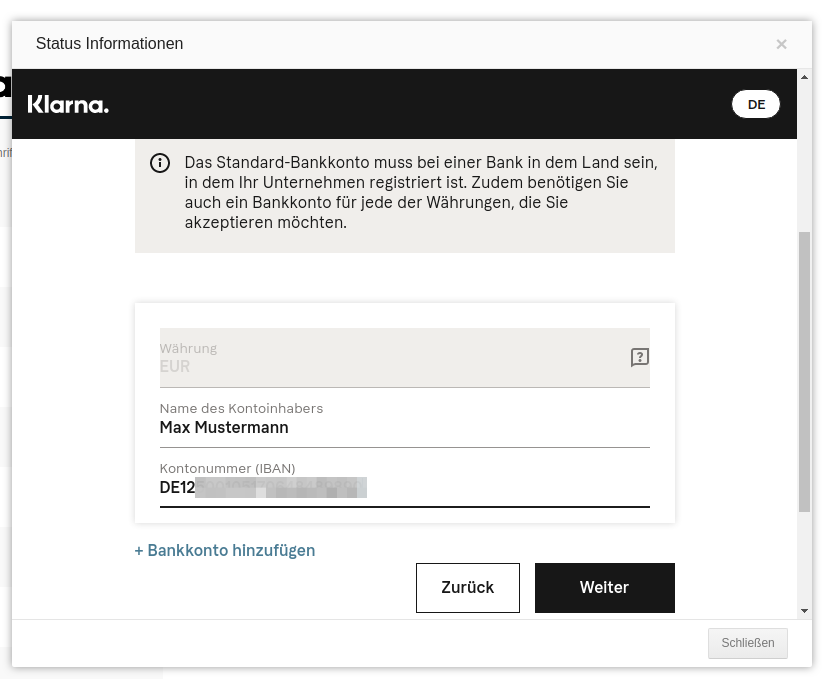 Status Informationen
×
Klarna.
DE
Das Standard-Bankkonto muss bei einer Bank in dem Land sein,
in dem Ihr Unternehmen registriert ist. Zudem benötigen Sie
auch ein Bankkonto für jede der Währungen, die Sie
akzeptieren möchten.
Währung
EUR
Name des Kontoinhabers
Max Mustermann
Kontonummer (IBAN)
DE12
+ Bankkonto hinzufügen
Zurück
Weiter
Schließen